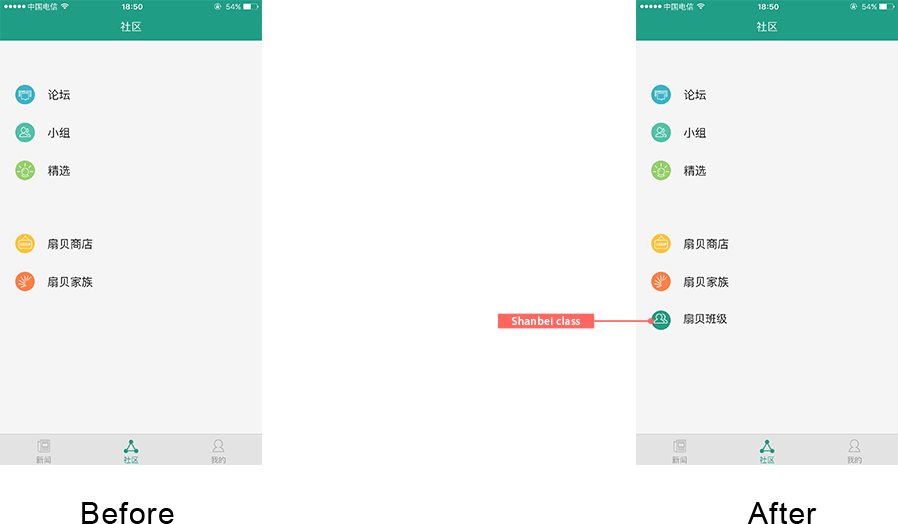 中国电信 18:50 54%
社区
论坛
小组
精选
扇贝商店
扇贝家族
新闻 社区 我的
Before
中国电信 18:50 54%
社区
论坛
小组
精选
扇贝商店
扇贝家族
Shanbei class
扇贝班级
新闻 社区 我的
After